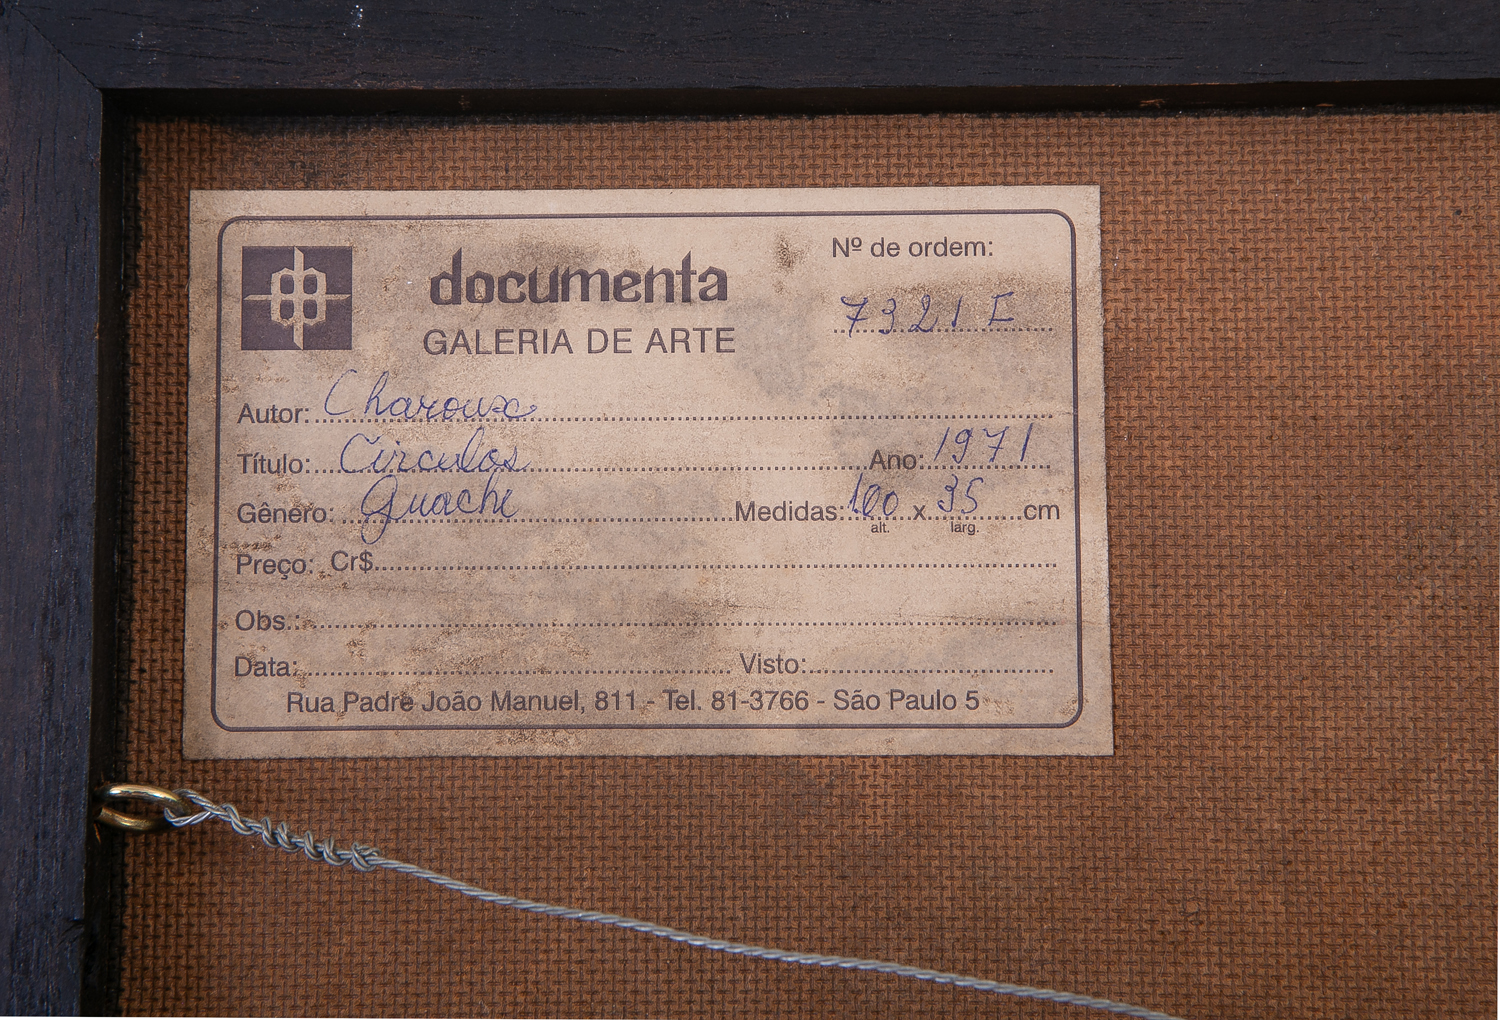 documenta
GALERIA DE ARTE
Nº de ordem:
7321 E
Autor: Charoux
Título: Círculos Ano: 1971
Gênero: guache Medidas: 100 x 35 cm
alt. larg.
Preço: Cr$
Obs.:
Data: Visto:
Rua Padre João Manuel, 811 - Tel. 81-3766 - São Paulo 5